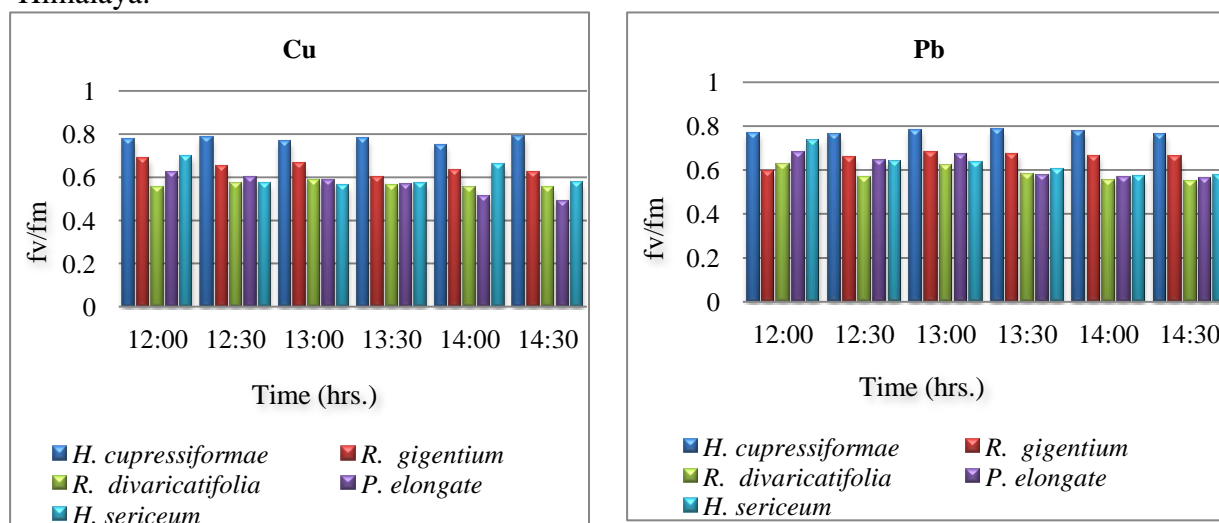 Himalaya.
Cu
1
0.8
0.6
0.4
0.2
0
fv/fm
12:00 12:30 13:00 13:30 14:00 14:30
Time (hrs.)
H. cupressiformae R. gigentium
R. divaricatifolia P. elongate
H. sericeum
Pb
1
0.8
0.6
0.4
0.2
0
fv/fm
12:00 12:30 13:00 13:30 14:00 14:30
Time (hrs.)
H. cupressiformae R. gigentium
R. divaricatifolia P. elongate
H. sericeum